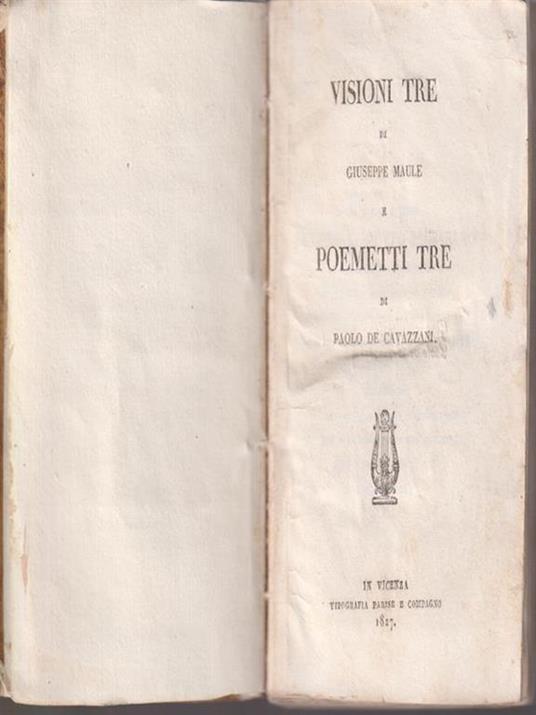 VISIONI TRE
DI
GIUSEPPE MAULE
E
POEMETTI TRE
DI
PAOLO DE CAVAZZANI.
IN VICENZA
TIPOGRAFIA PARISE E COMPAGNO
1827.